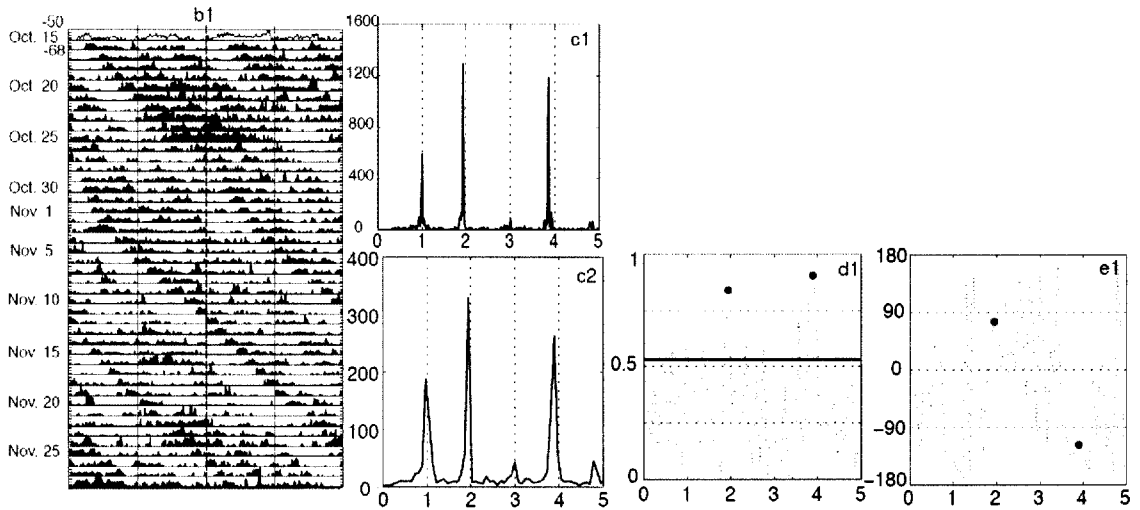 b1
-50
Oct. 15
-68
Oct. 20
Oct. 25
Oct. 30
Nov. 1
Nov. 5
Nov. 10
Nov. 15
Nov. 20
Nov. 25
c1
1600
1200
800
400
0
0 1 2 3 4 5
c2
400
300
200
100
0
0 1 2 3 4 5
d1
1
0.5
0
0 1 2 3 4 5
e1
180
90
0
-90
-180
0 1 2 3 4 5